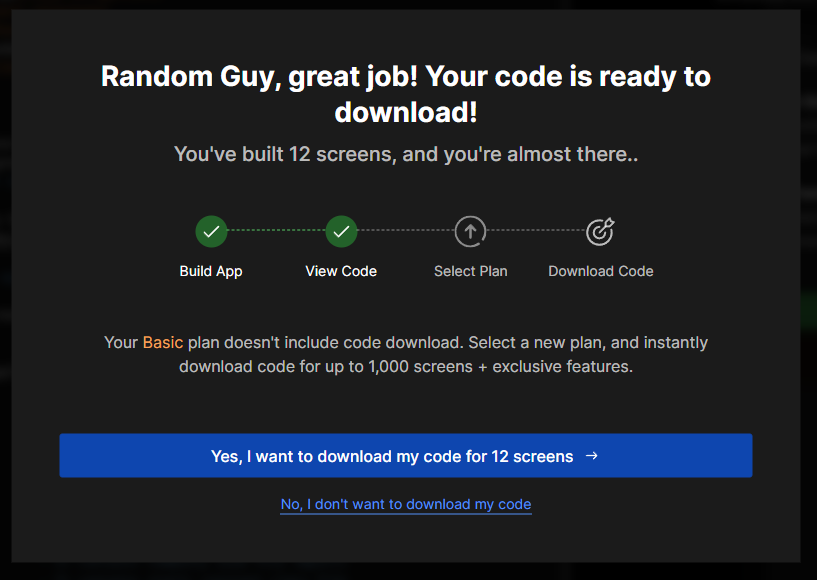 Random Guy, great job! Your code is ready to
download!
You've built 12 screens, and you're almost there..
Build App
View Code
Select Plan
Download Code
Your Basic plan doesn't include code download. Select a new plan, and instantly
download code for up to 1,000 screens + exclusive features.
Yes, I want to download my code for 12 screens →
No, I don't want to download my code